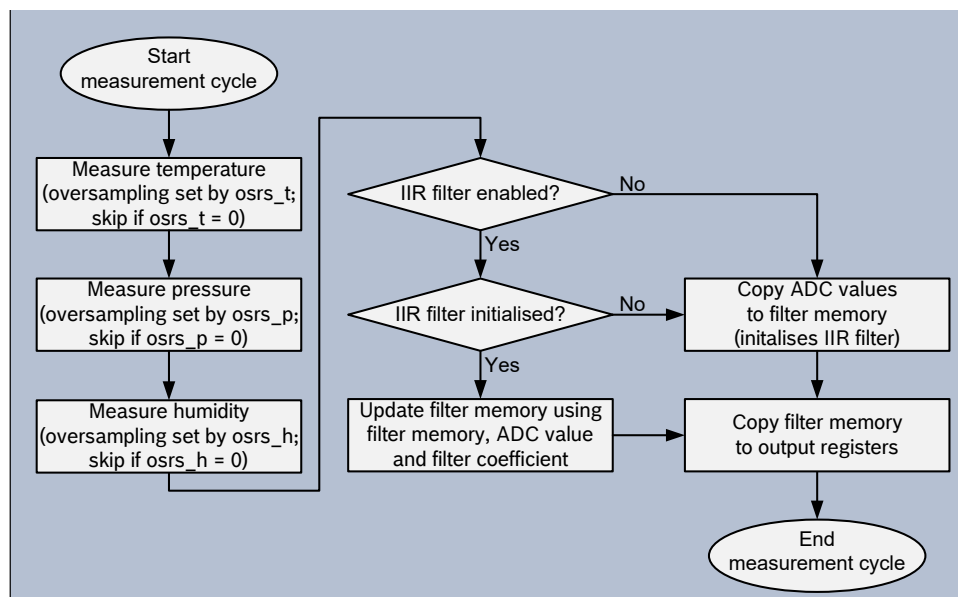 Start
measurement cycle
Measure temperature
(oversampling set by osrs_t;
skip if osrs_t = 0)
Measure pressure
(oversampling set by osrs_p;
skip if osrs_p = 0)
Measure humidity
(oversampling set by osrs_h;
skip if osrs_h = 0)
IIR filter enabled?
No
Yes
IIR filter initialised?
No
Yes
Copy ADC values
to filter memory
(initalises IIR filter)
Update filter memory using
filter memory, ADC value
and filter coefficient
Copy filter memory
to output registers
End
measurement cycle